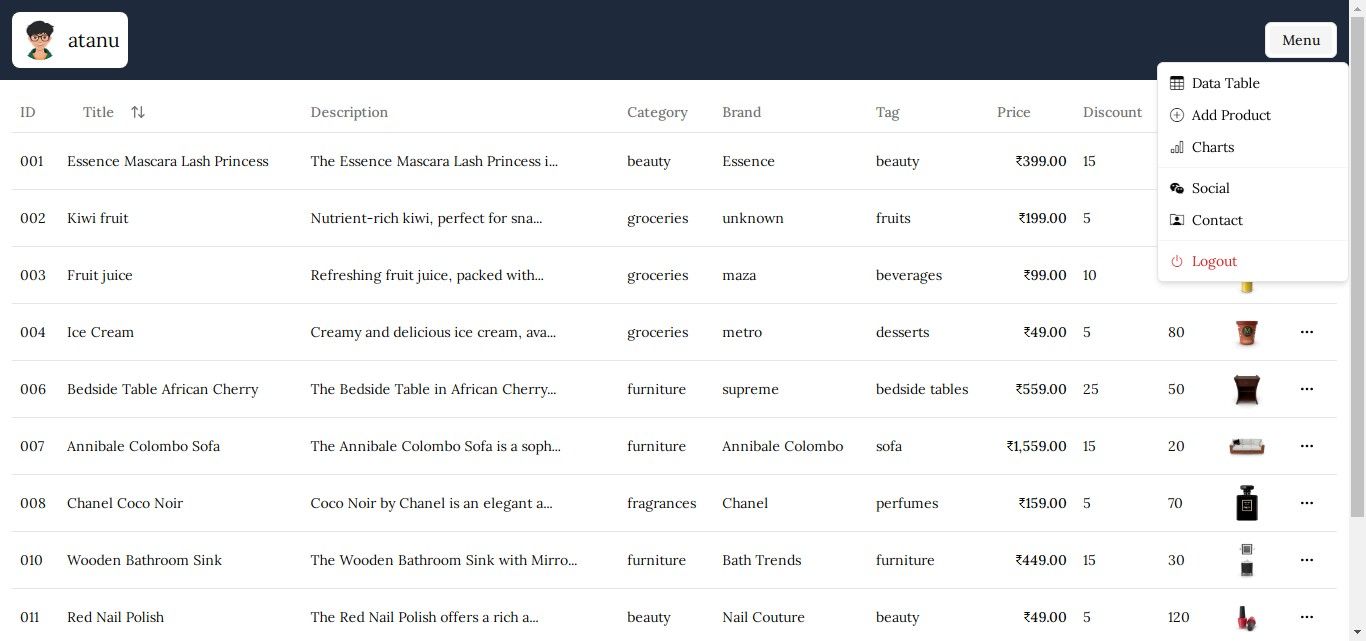 atanu
Menu
Data Table
Add Product
Charts
Social
Contact
Logout
ID Title Description Category Brand Tag Price Discount
001 Essence Mascara Lash Princess The Essence Mascara Lash Princess i... beauty Essence beauty ₹399.00 15
002 Kiwi fruit Nutrient-rich kiwi, perfect for sna... groceries unknown fruits ₹199.00 5
003 Fruit juice Refreshing fruit juice, packed with... groceries maza beverages ₹99.00 10
004 Ice Cream Creamy and delicious ice cream, ava... groceries metro desserts ₹49.00 5 80 ...
006 Bedside Table African Cherry The Bedside Table in African Cherry... furniture supreme bedside tables ₹559.00 25 50 ...
007 Annibale Colombo Sofa The Annibale Colombo Sofa is a soph... furniture Annibale Colombo sofa ₹1,559.00 15 20 ...
008 Chanel Coco Noir Coco Noir by Chanel is an elegant a... fragrances Chanel perfumes ₹159.00 5 70 ...
010 Wooden Bathroom Sink The Wooden Bathroom Sink with Mirro... furniture Bath Trends furniture ₹449.00 15 30 ...
011 Red Nail Polish The Red Nail Polish offers a rich a... beauty Nail Couture beauty ₹49.00 5 120 ...